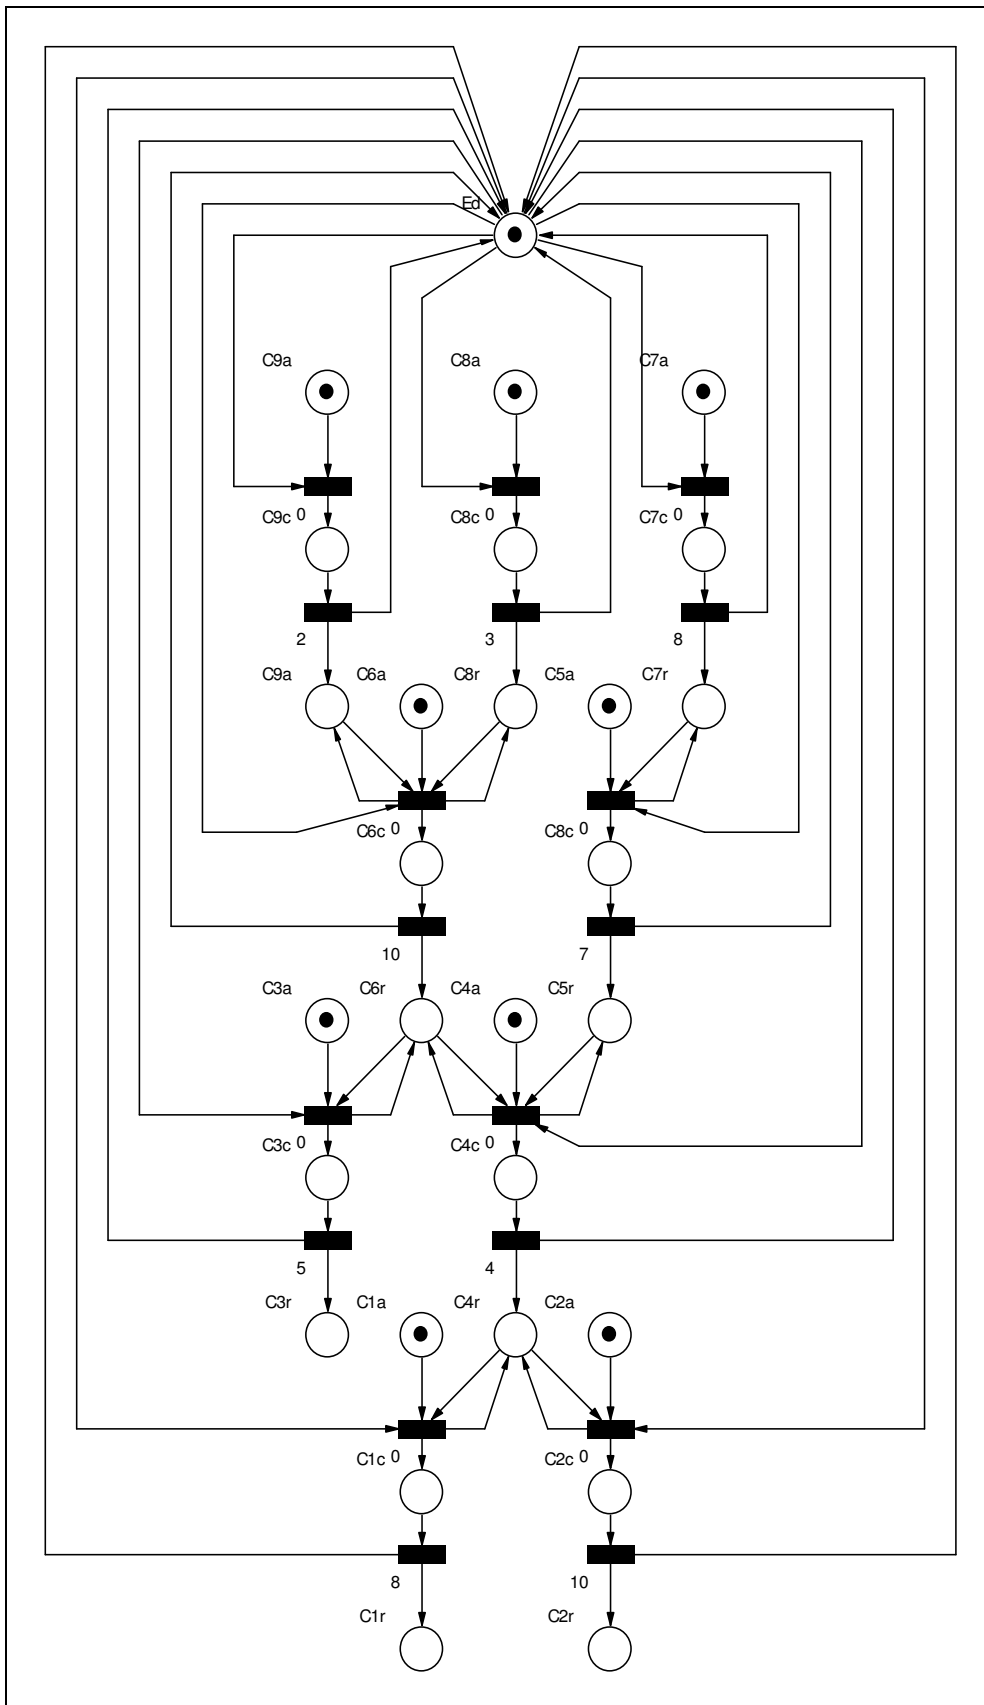 Ed
C9a C8a C7a
C9c 0 C8c 0 C7c 0
2 3 8
C9a C6a C8r C5a C7r
C6c 0 C8c 0
10 7
C3a C6r C4a C5r
C3c 0 C4c 0
5 4
C3r C1a C4r C2a
C1c 0 C2c 0
8 10
C1r C2r